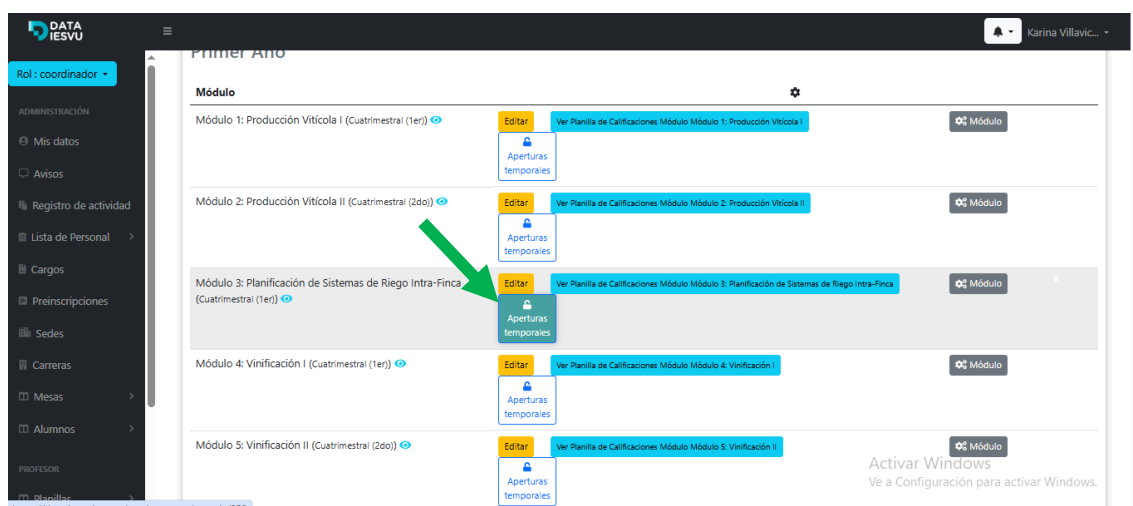 DATA
IESVU
Karina Villavic...
Rol : coordinador
ADMINISTRACIÓN
Mis datos
Avisos
Registro de actividad
Lista de Personal
Cargos
Preinscripciones
Sedes
Carreras
Mesas
Alumnos
PROFESOR
Planillas
Primer Año
Módulo
Módulo 1: Producción Vitícola I (Cuatrimestral (1er))
Editar
Ver Planilla de Calificaciones Módulo Módulo 1: Producción Vitícola I
Módulo
Aperturas
temporales
Módulo 2: Producción Vitícola II (Cuatrimestral (2do))
Editar
Ver Planilla de Calificaciones Módulo Módulo 2: Producción Vitícola II
Módulo
Aperturas
temporales
Módulo 3: Planificación de Sistemas de Riego Intra-Finca
(Cuatrimestral (1er))
Editar
Ver Planilla de Calificaciones Módulo Módulo 3: Planificación de Sistemas de Riego Intra-Finca
Módulo
Aperturas
temporales
Módulo 4: Vinificación I (Cuatrimestral (1er))
Editar
Ver Planilla de Calificaciones Módulo Módulo 4: Vinificación I
Módulo
Aperturas
temporales
Módulo 5: Vinificación II (Cuatrimestral (2do))
Editar
Ver Planilla de Calificaciones Módulo Módulo 5: Vinificación II
Módulo
Aperturas
temporales
Activar Windows
Ve a Configuración para activar Windows.